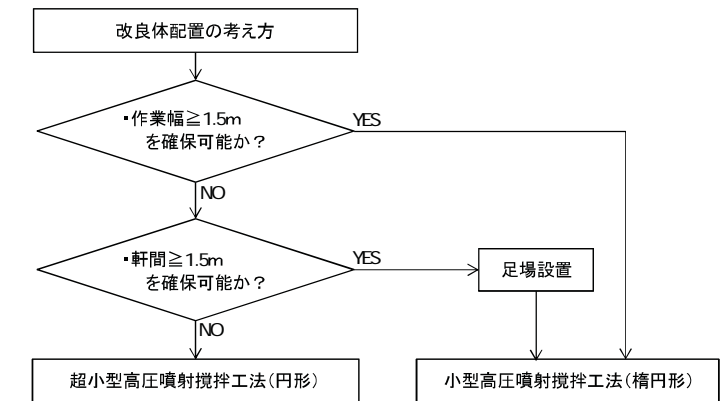 改良体配置の考え方
・作業幅≧1.5m
を確保可能か？
YES
NO
・軒間≧1.5m
を確保可能か？
YES
足場設置
NO
超小型高圧噴射撹拌工法（円形）
小型高圧噴射撹拌工法（楕円形）